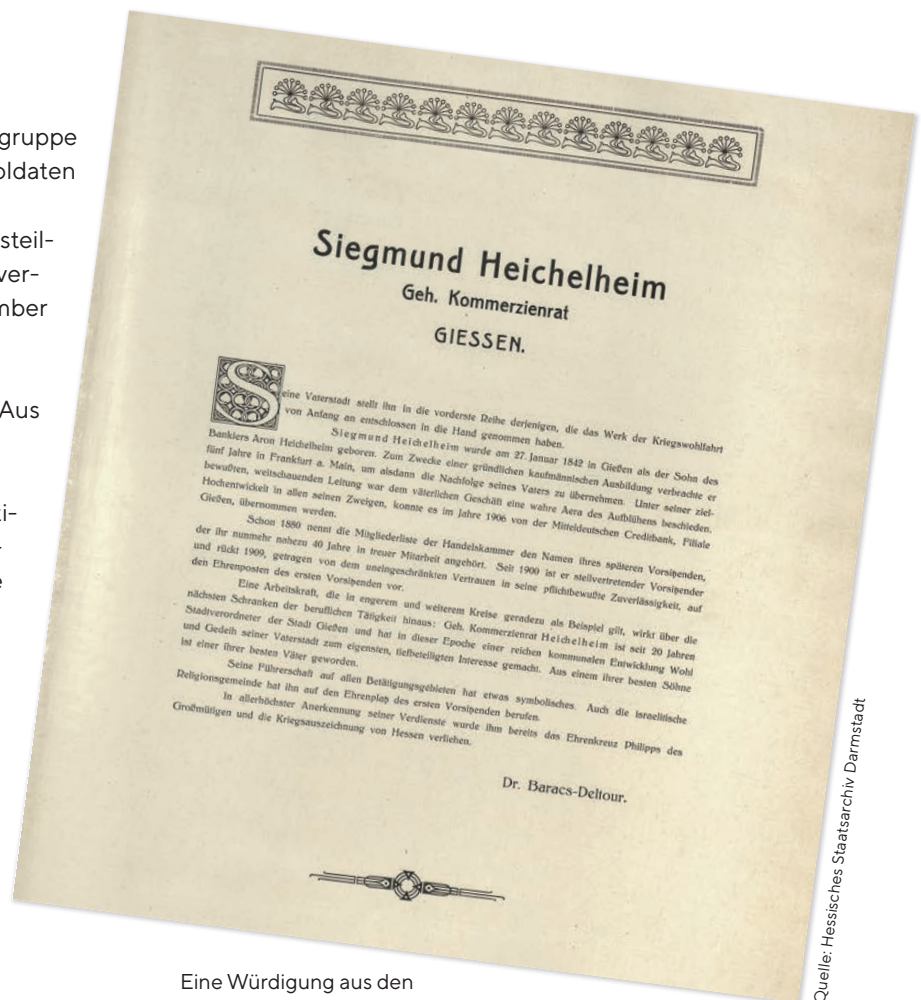 gruppe
oldaten
steil-
ver-
mber
Aus
ki-
e
Siegmund Heichelheim
Geh. Kommerzienrat
GIESSEN.
Seine Vaterstadt stellt ihn in die vorderste Reihe derjenigen, die das Werk der Kriegswohlfahrt
von Anfang an entschlossen in die Hand genommen haben.
Siegmund Heichelheim wurde am 27. Januar 1842 in Gießen als der Sohn des
Bankiers Aron Heichelheim geboren. Zum Zwecke einer gründlichen kaufmännischen Ausbildung verbrachte er
fünf Jahre in Frankfurt a. Main, um alsdann die Nachfolge seines Vaters zu übernehmen. Unter seiner ziel-
bewußten, weitschauenden Leitung war dem väterlichen Geschäft eine wahre Aera des Aufblühens beschieden.
Hochentwickelt in allen seinen Zweigen, konnte es im Jahre 1906 von der Mitteldeutschen Creditbank, Filiale
Gießen, übernommen werden.
Schon 1880 nennt die Mitgliederliste der Handelskammer den Namen ihres späteren Vorsitzenden,
der ihr nunmehr nahezu 40 Jahre in treuer Mitarbeit angehört. Seit 1900 ist er stellvertretender Vorsitzender
und rückt 1909, getragen von dem uneingeschränkten Vertrauen in seine pflichtbewußte Zuverlässigkeit, auf
den Ehrenposten des ersten Vorsitzenden vor.
Eine Arbeitskraft, die in engerem und weiterem Kreise geradezu als Beispiel gilt, wirkt über die
nächsten Schranken der beruflichen Tätigkeit hinaus: Geh. Kommerzienrat Heichelheim ist seit 20 Jahren
Stadtverordneter der Stadt Gießen und hat in dieser Epoche einer reichen kommunalen Entwicklung Wohl
und Gedeih seiner Vaterstadt zum eigensten, tiefbeteiligten Interesse gemacht. Aus einem ihrer besten Söhne
ist einer ihrer besten Väter geworden.
Seine Führerschaft auf allen Betätigungsgebieten hat etwas symbolisches. Auch die israelitische
Religionsgemeinde hat ihn auf den Ehrenplatz des ersten Vorsitzenden berufen.
In allerhöchster Anerkennung seiner Verdienste wurde ihm bereits das Ehrenkreuz Philipps des
Großmütigen und die Kriegsauszeichnung von Hessen verliehen.
Dr. Baracs-Deltour.
Quelle: Hessisches Staatsarchiv Darmstadt
Eine Würdigung aus den